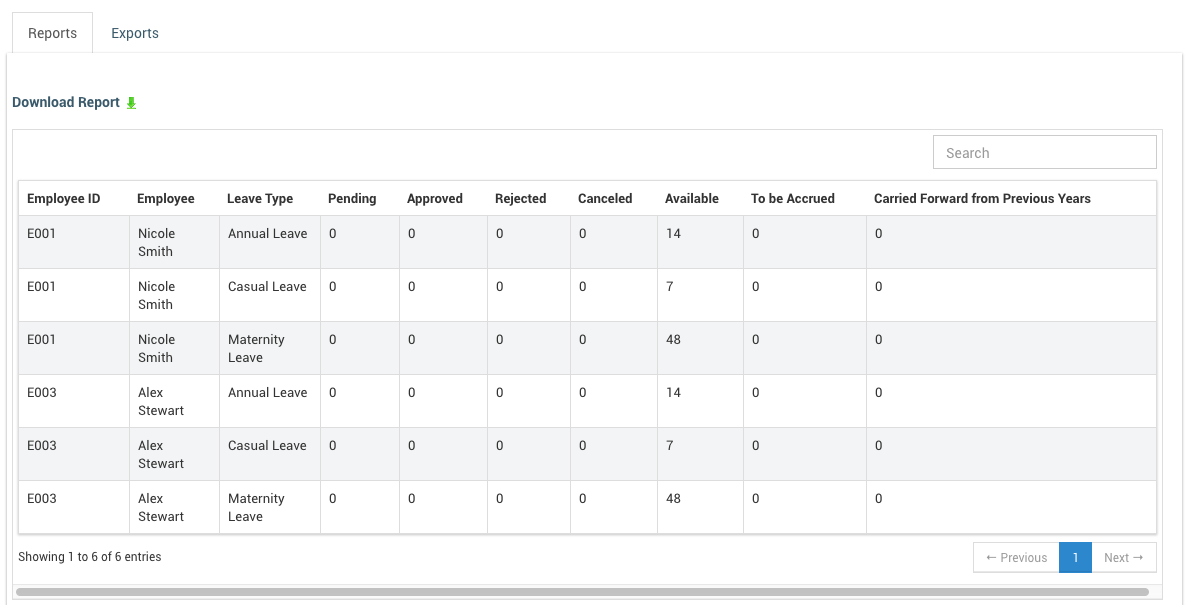 Reports Exports
Download Report
Search
Employee ID Employee Leave Type Pending Approved Rejected Canceled Available To be Accrued Carried Forward from Previous Years
E001 Nicole Annual Leave 0 0 0 0 14 0 0
Smith
E001 Nicole Casual Leave 0 0 0 0 7 0 0
Smith
E001 Nicole Maternity 0 0 0 0 48 0 0
Smith Leave
E003 Alex Annual Leave 0 0 0 0 14 0 0
Stewart
E003 Alex Casual Leave 0 0 0 0 7 0 0
Stewart
E003 Alex Maternity 0 0 0 0 48 0 0
Stewart Leave
Showing 1 to 6 of 6 entries ← Previous 1 Next →